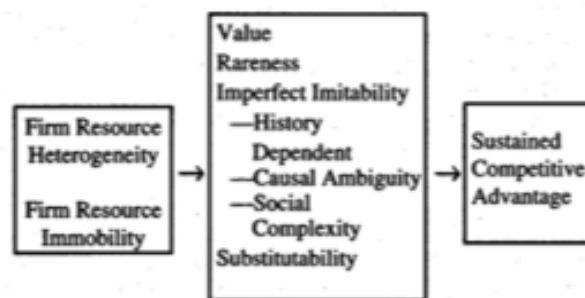 Firm Resource
Heterogeneity
Firm Resource
Immobility
Value
Rareness
Imperfect Imitability
—History
Dependent
—Causal Ambiguity
—Social
Complexity
Substitutability
Sustained
Competitive
Advantage